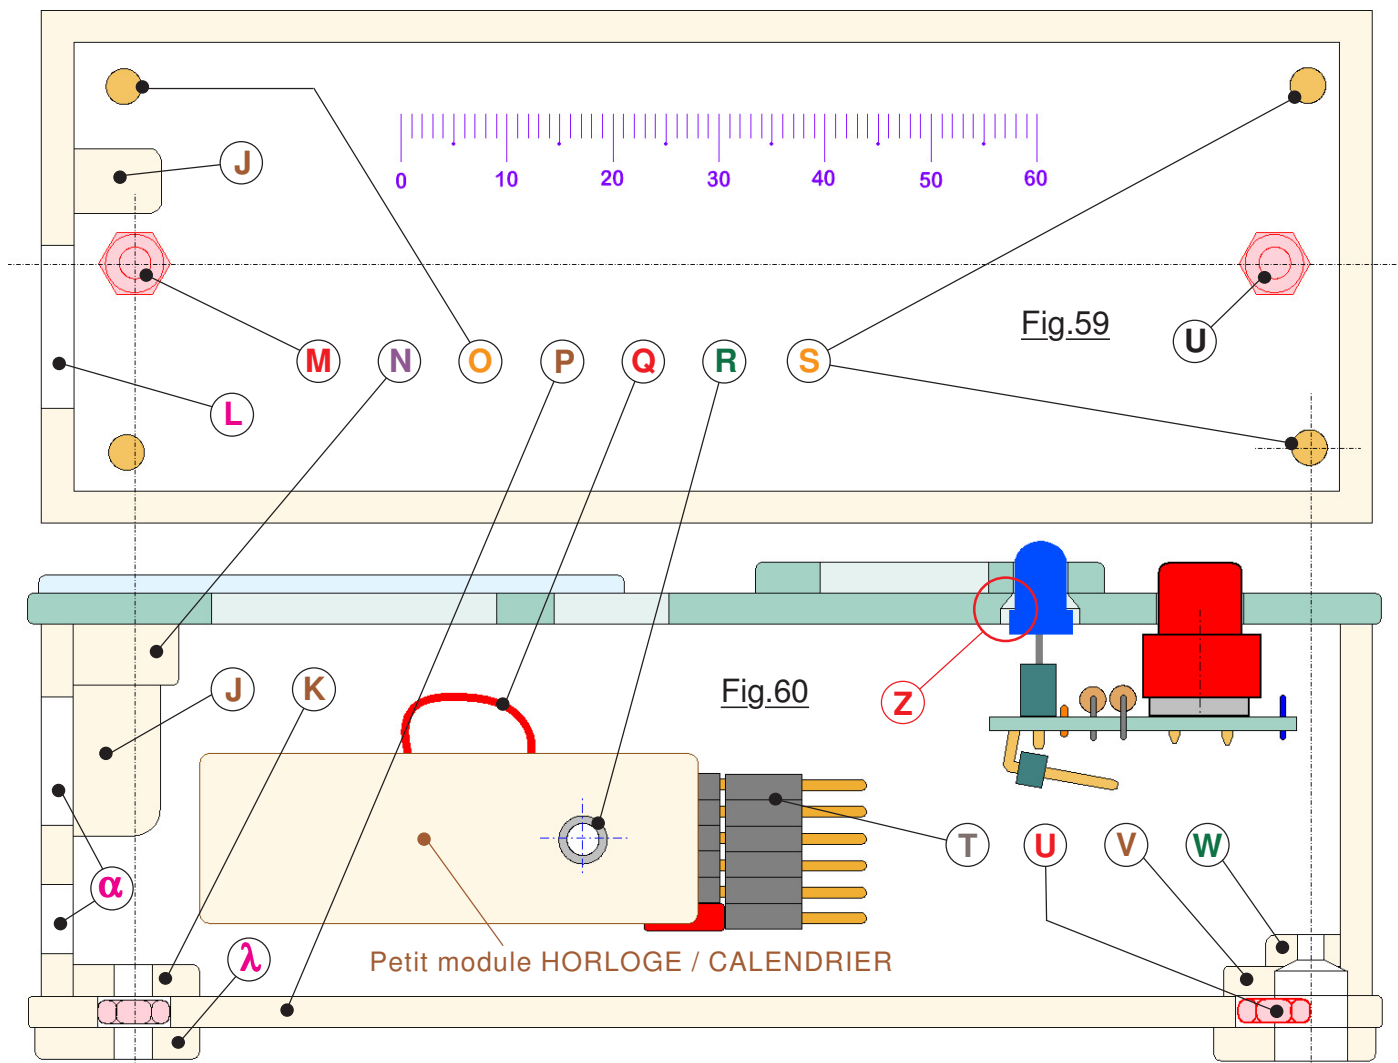 J
0 10 20 30 40 50 60
Fig.59
M N O P Q R S U
L
J K Fig.60 Z
T U V W
α
λ Petit module HORLOGE / CALENDRIER